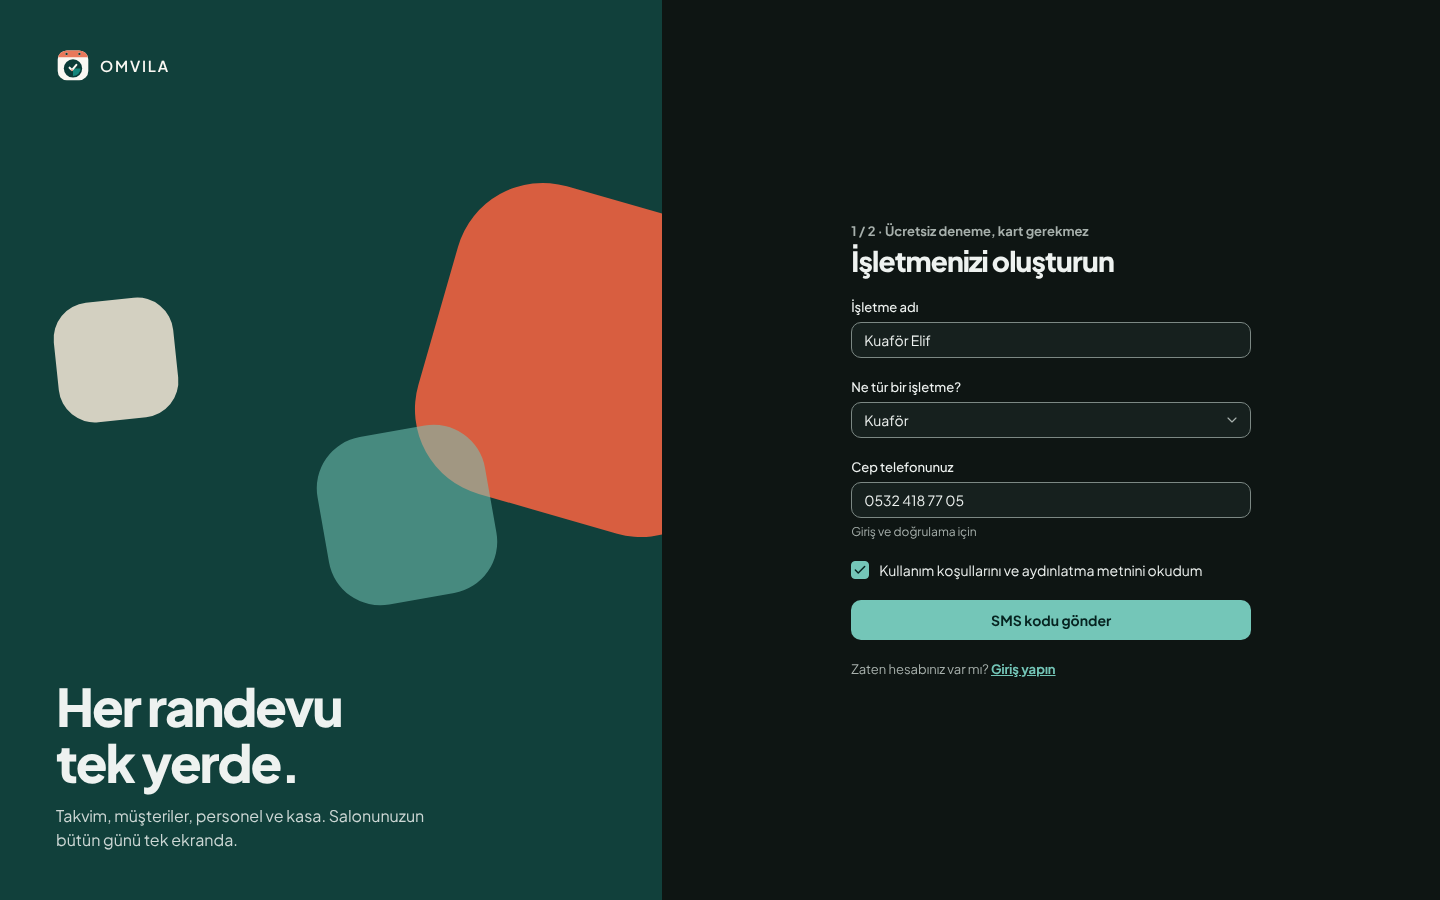 OMVILA
Her randevu
tek yerde.
Takvim, müşteriler, personel ve kasa. Salonunuzun
bütün günü tek ekranda.
1 / 2 · Ücretsiz deneme, kart gerekmez
İşletmenizi oluşturun
İşletme adı
Kuaför Elif
Ne tür bir işletme?
Kuaför
Cep telefonunuz
0532 418 77 05
Giriş ve doğrulama için
Kullanım koşullarını ve aydınlatma metnini okudum
SMS kodu gönder
Zaten hesabınız var mı? Giriş yapın